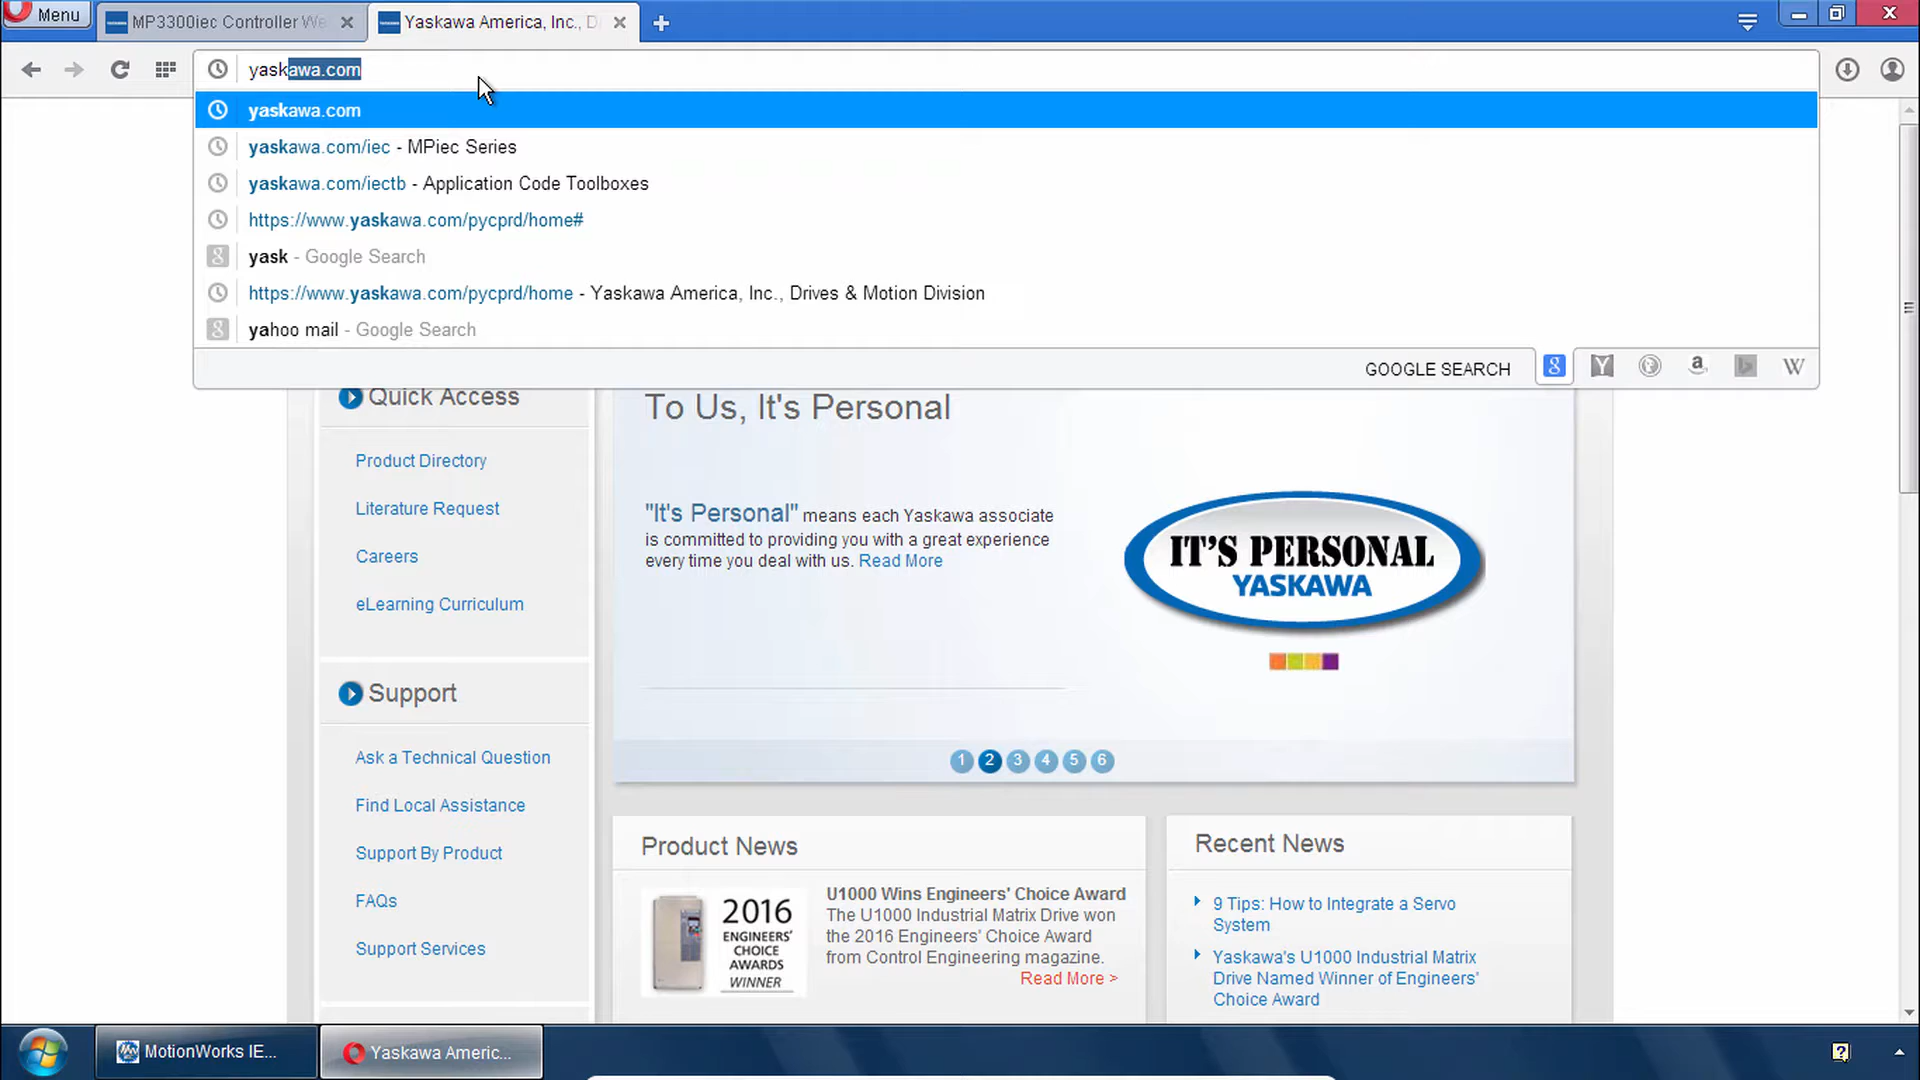 Menu
MP3300iec Controller We
Yaskawa America, Inc., D
yaskawa.com
yaskawa.com
yaskawa.com/iec - MPiec Series
yaskawa.com/iectb - Application Code Toolboxes
https://www.yaskawa.com/pycprd/home#
yask - Google Search
https://www.yaskawa.com/pycprd/home - Yaskawa America, Inc., Drives & Motion Division
yahoo mail - Google Search
GOOGLE SEARCH
Quick Access
Product Directory
Literature Request
Careers
eLearning Curriculum
Support
Ask a Technical Question
Find Local Assistance
Support By Product
FAQs
Support Services
To Us, It's Personal
"It's Personal" means each Yaskawa associate
is committed to providing you with a great experience
every time you deal with us. Read More
IT'S PERSONAL
YASKAWA
1 2 3 4 5 6
Product News
2016
ENGINEERS'
CHOICE
AWARDS
WINNER
U1000 Wins Engineers' Choice Award
The U1000 Industrial Matrix Drive won
the 2016 Engineers' Choice Award
from Control Engineering magazine.
Read More >
Recent News
9 Tips: How to Integrate a Servo
System
Yaskawa's U1000 Industrial Matrix
Drive Named Winner of Engineers'
Choice Award
MotionWorks IE...
Yaskawa Americ...